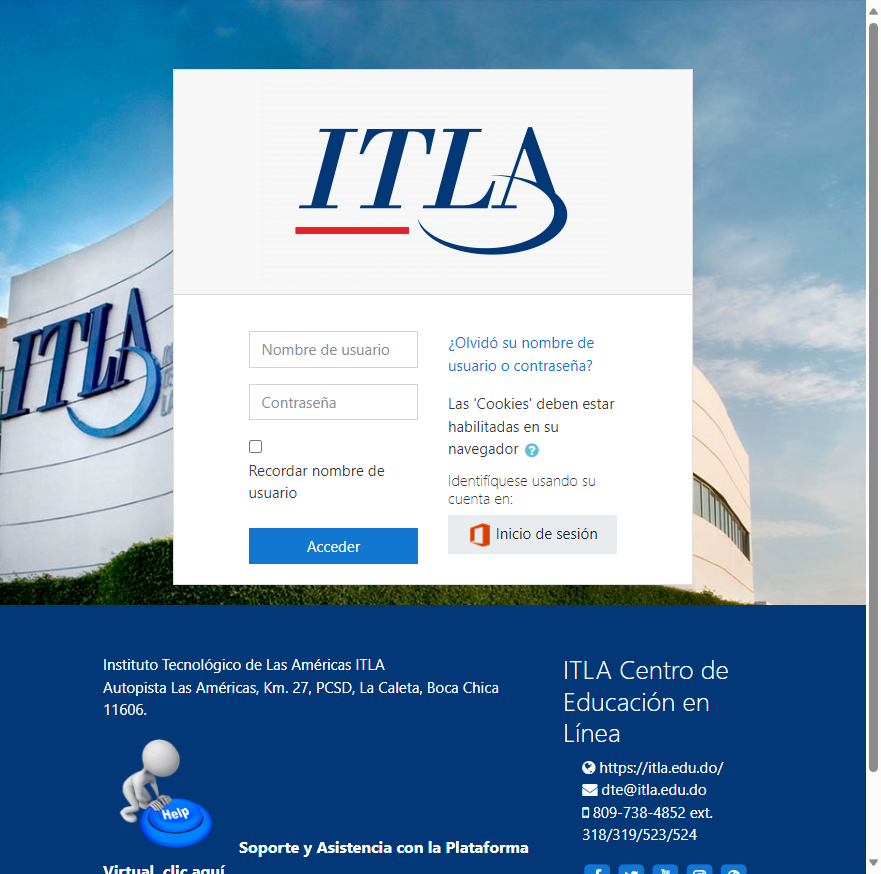 ITLA
ITLA
Nombre de usuario
Contraseña
Recordar nombre de
usuario
Acceder
¿Olvidó su nombre de
usuario o contraseña?
Las 'Cookies' deben estar
habilitadas en su
navegador
Identifíquese usando su
cuenta en:
Inicio de sesión
Instituto Tecnológico de Las Américas ITLA
Autopista Las Américas, Km. 27, PCSD, La Caleta, Boca Chica
11606.
Help
Soporte y Asistencia con la Plataforma
Virtual, clic aquí
ITLA Centro de
Educación en
Línea
https://itla.edu.do/
dte@itla.edu.do
809-738-4852 ext.
318/319/523/524